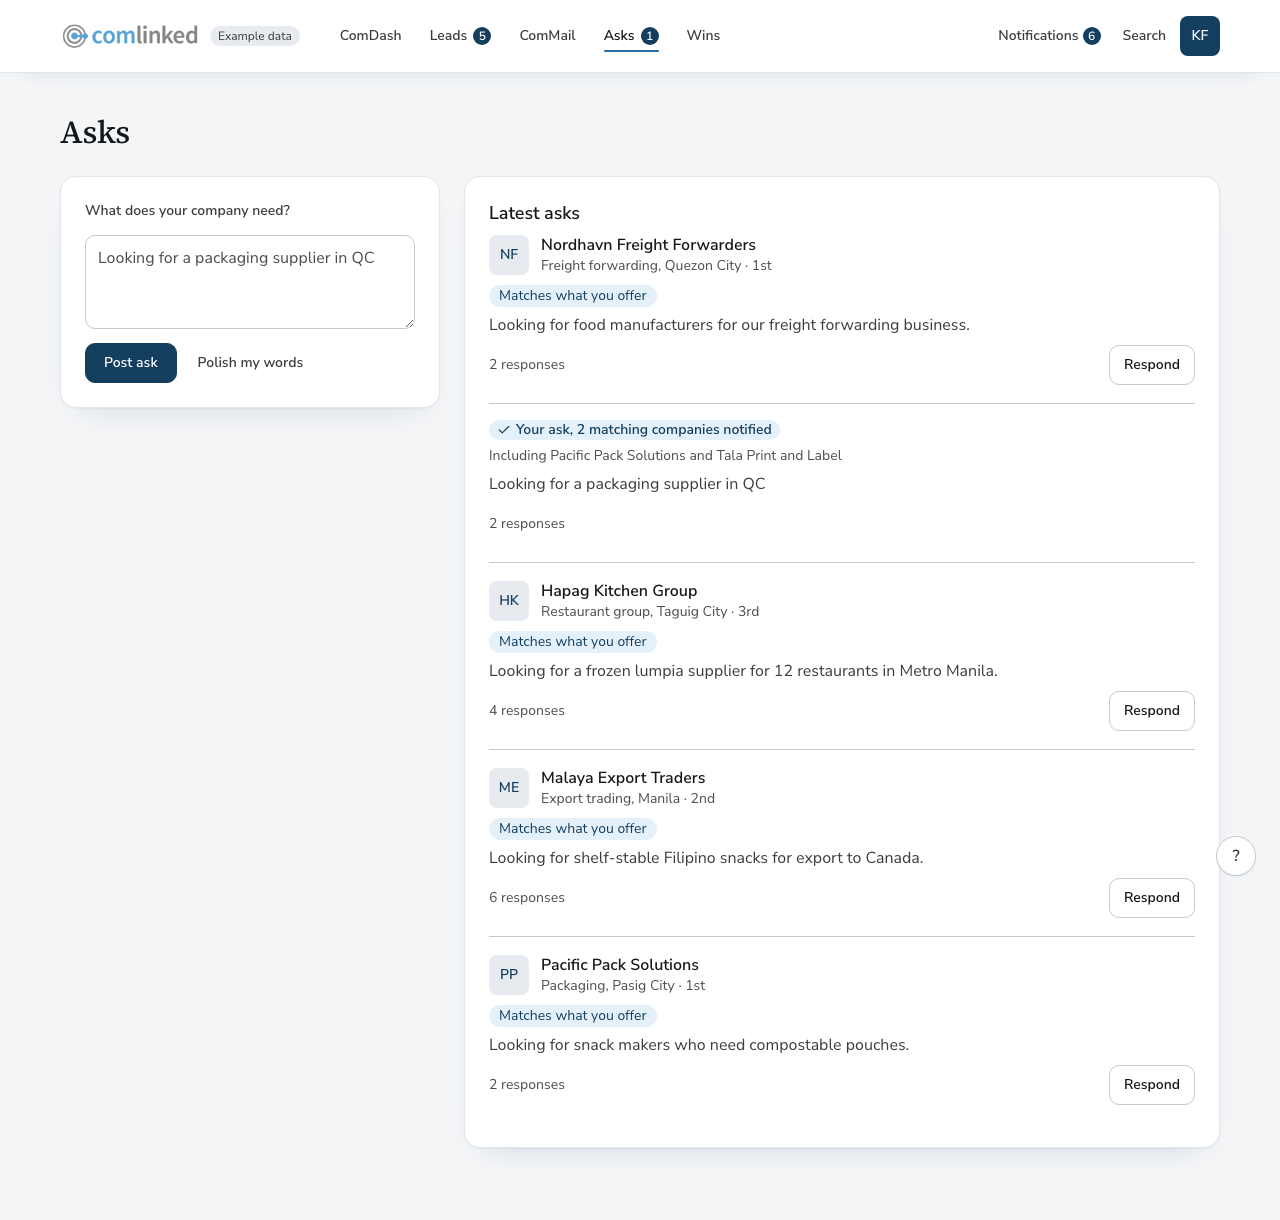 comlinked
Example data
ComDash
Leads 5
ComMail
Asks 1
Wins
Notifications 6
Search
KF
Asks
What does your company need?
Looking for a packaging supplier in QC
Post ask
Polish my words
Latest asks
NF
Nordhavn Freight Forwarders
Freight forwarding, Quezon City · 1st
Matches what you offer
Looking for food manufacturers for our freight forwarding business.
2 responses
Respond
Your ask, 2 matching companies notified
Including Pacific Pack Solutions and Tala Print and Label
Looking for a packaging supplier in QC
2 responses
HK
Hapag Kitchen Group
Restaurant group, Taguig City · 3rd
Matches what you offer
Looking for a frozen lumpia supplier for 12 restaurants in Metro Manila.
4 responses
Respond
ME
Malaya Export Traders
Export trading, Manila · 2nd
Matches what you offer
Looking for shelf-stable Filipino snacks for export to Canada.
6 responses
Respond
?
PP
Pacific Pack Solutions
Packaging, Pasig City · 1st
Matches what you offer
Looking for snack makers who need compostable pouches.
2 responses
Respond